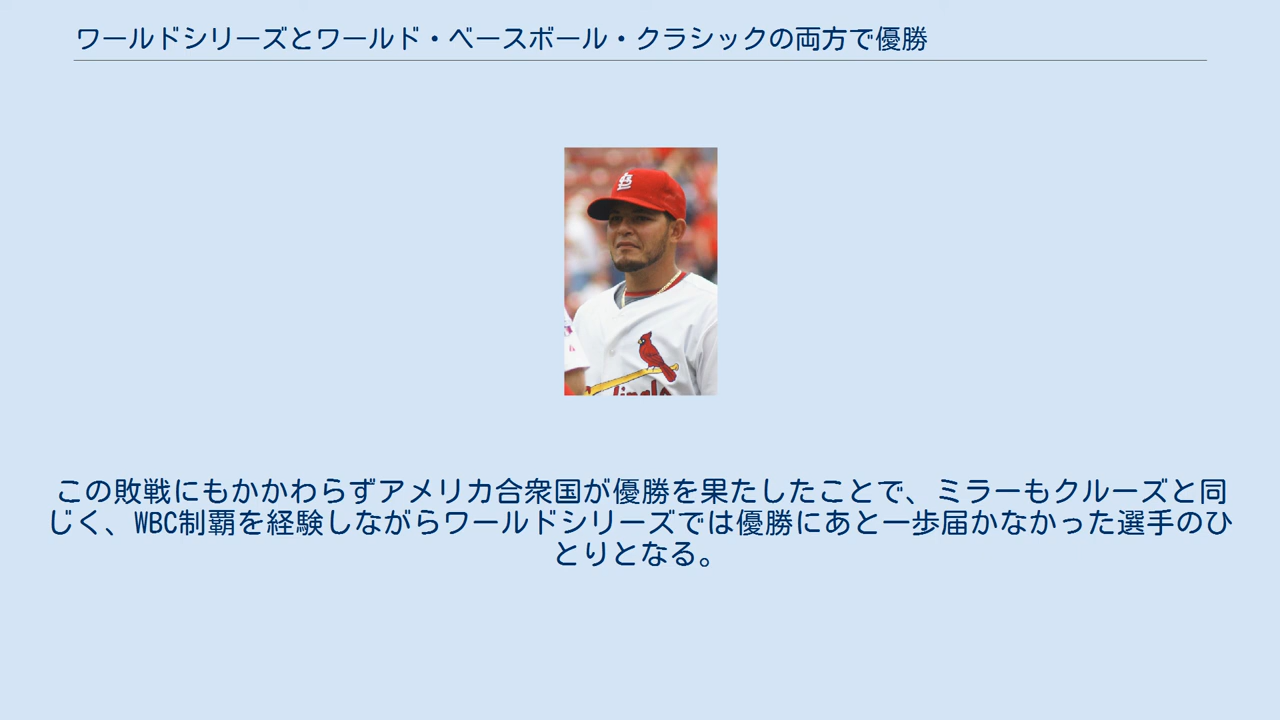 ワールドシリーズとワールド・ベースボール・クラシックの両方で優勝
この敗戦にもかかわらずアメリカ合衆国が優勝を果たしたことで、ミラーもクルーズと同
じく、WBC制覇を経験しながらワールドシリーズでは優勝にあと一歩届かなかった選手のひ
とりとなる。